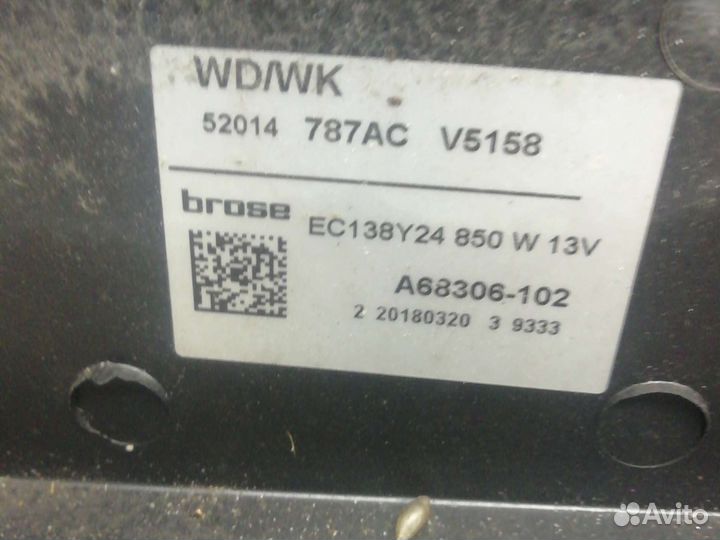 WD/WK
52014 787AC V5158
brose EC138Y24 850 W 13V
A68306-102
2 20180320 3 9333
Avito